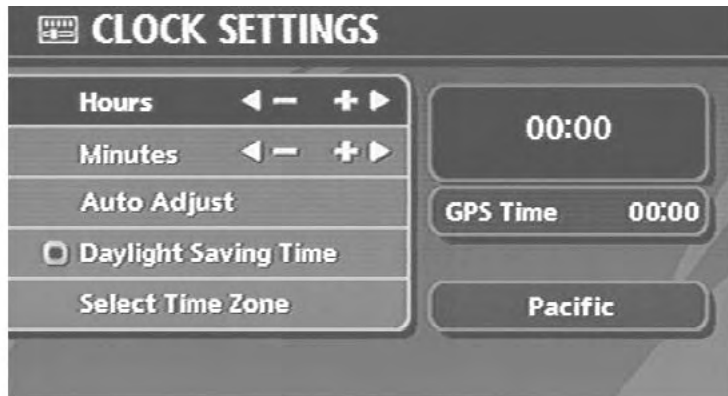 CLOCK SETTINGS
Hours
Minutes
Auto Adjust
Daylight Saving Time
Select Time Zone
00:00
GPS Time 00:00
Pacific